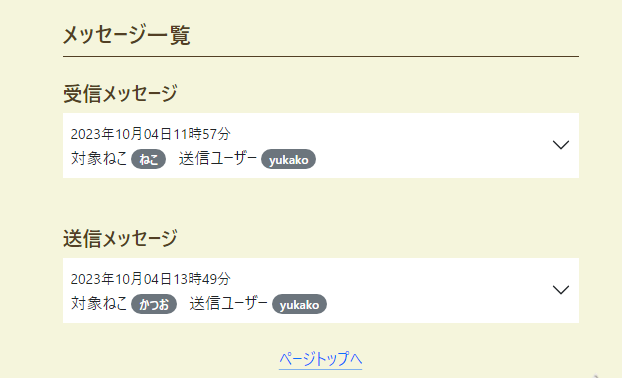 メッセージ一覧
受信メッセージ
2023年10月04日11時57分
対象ねこ ねこ 送信ユーザー yukako
送信メッセージ
2023年10月04日13時49分
対象ねこ かつお 送信ユーザー yukako
ページトップへ